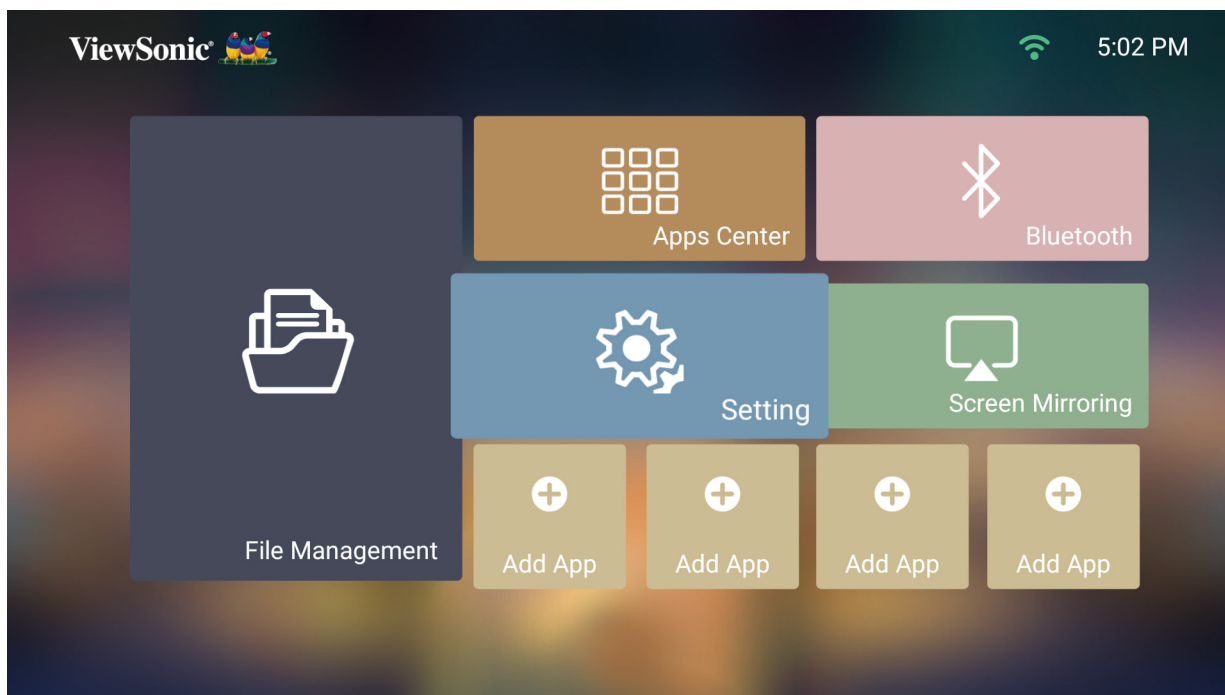 ViewSonic®
5:02 PM
Apps Center
Bluetooth
Setting
Screen Mirroring
File Management
Add App
Add App
Add App
Add App